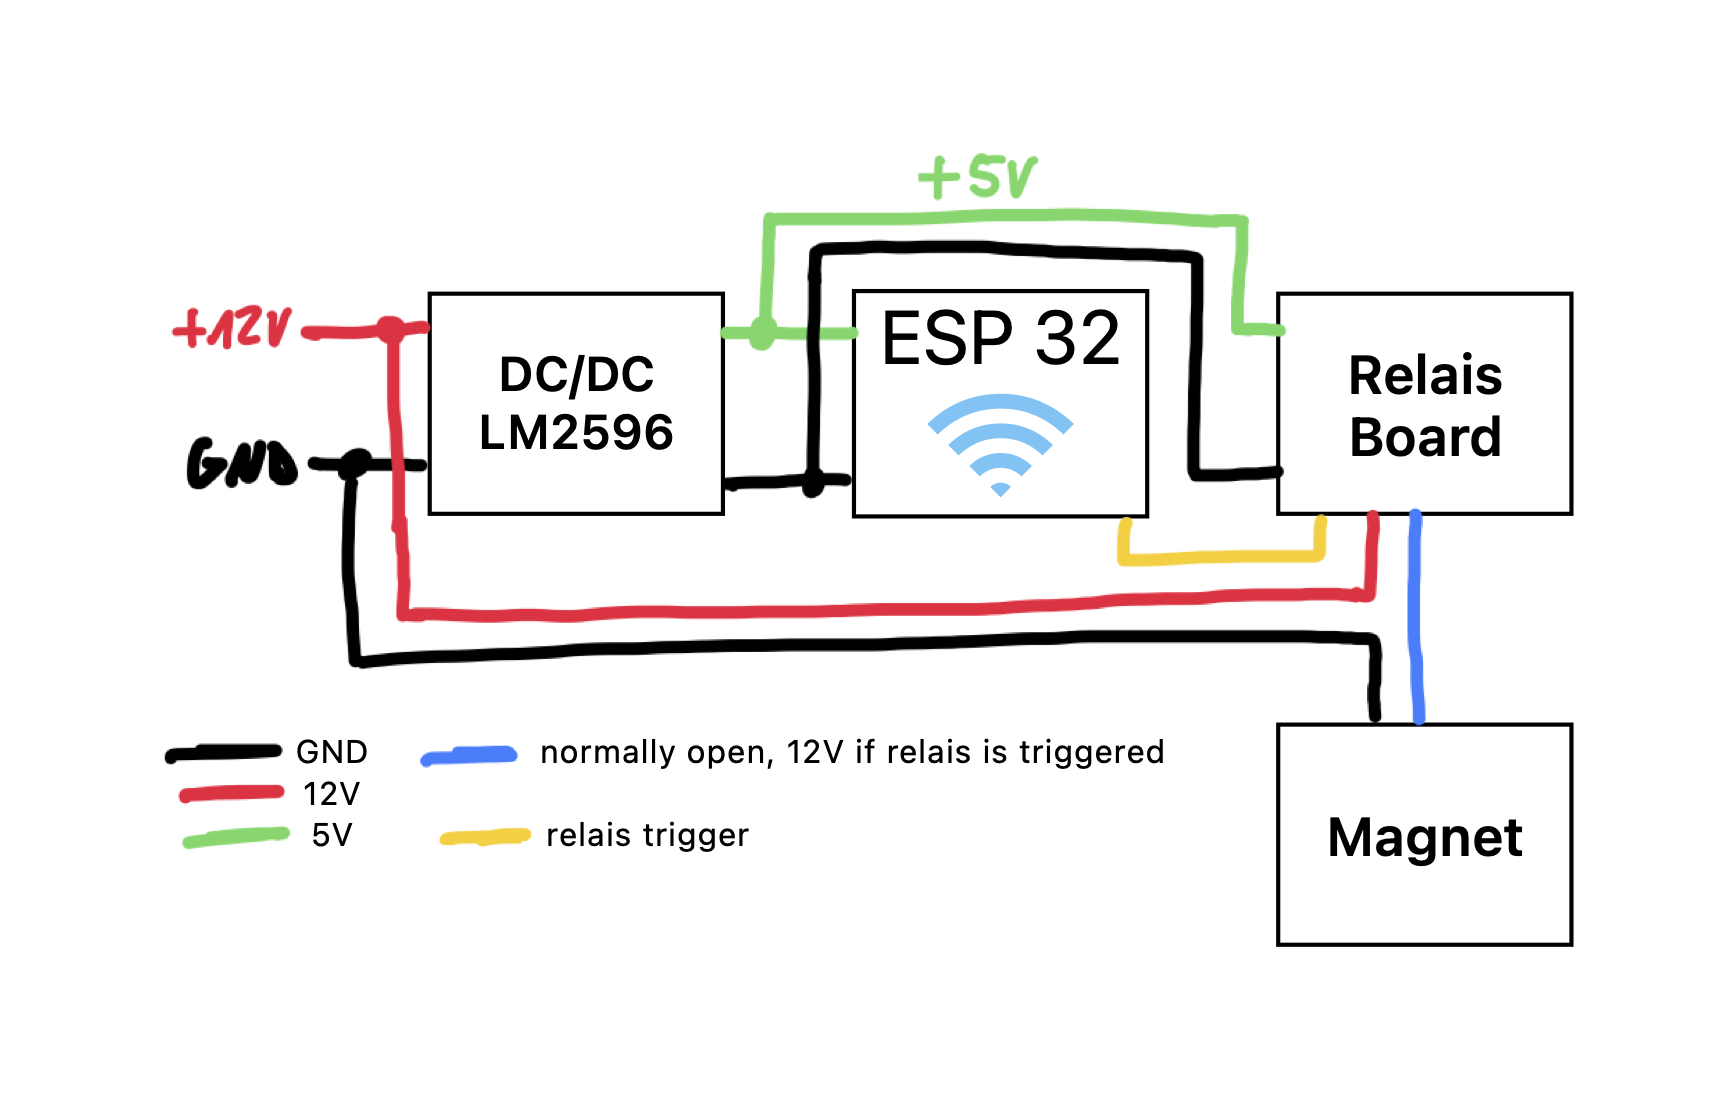 +5V
+12V
GND
DC/DC
LM2596
ESP 32
Relais
Board
GND
12V
5V
normally open, 12V if relais is triggered
relais trigger
Magnet